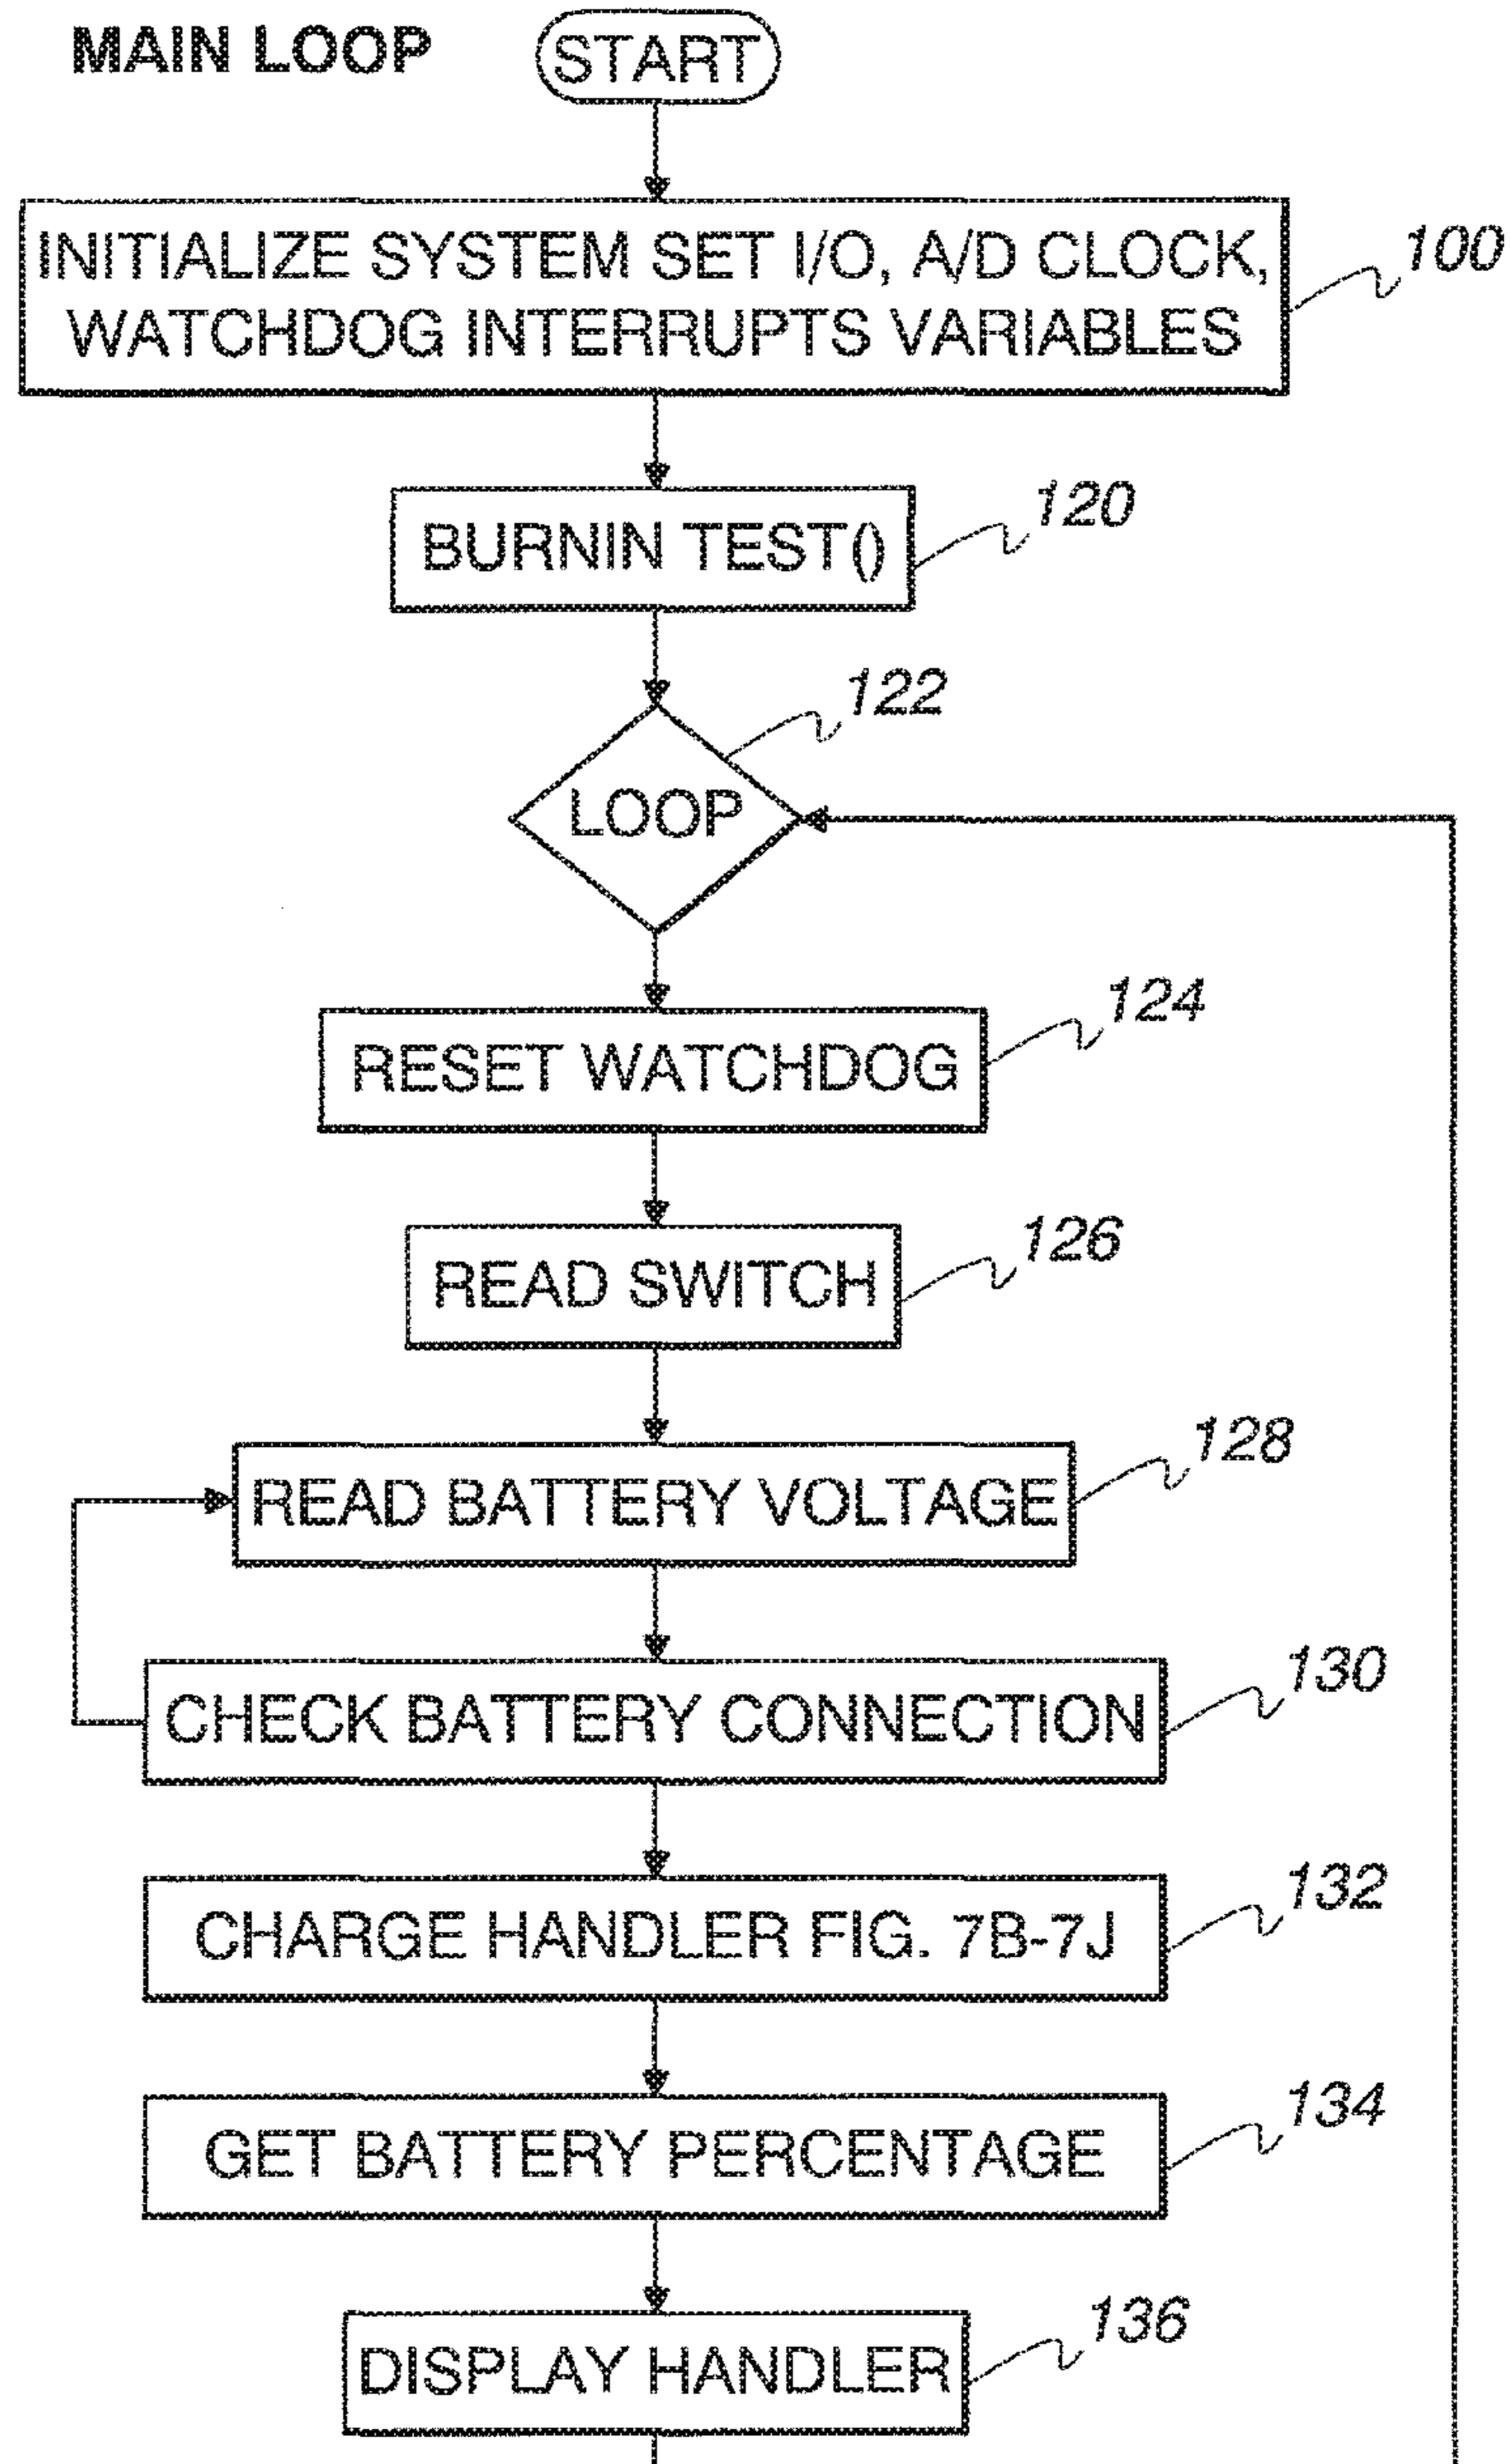 MAIN LOOP
START
INITIALIZE SYSTEM SET I/O, A/D CLOCK,
WATCHDOG INTERRUPTS VARIABLES
100
BURNIN TEST()
120
122
LOOP
124
RESET WATCHDOG
126
READ SWITCH
128
READ BATTERY VOLTAGE
130
CHECK BATTERY CONNECTION
132
CHARGE HANDLER FIG. 7B-7J
134
GET BATTERY PERCENTAGE
136
DISPLAY HANDLER